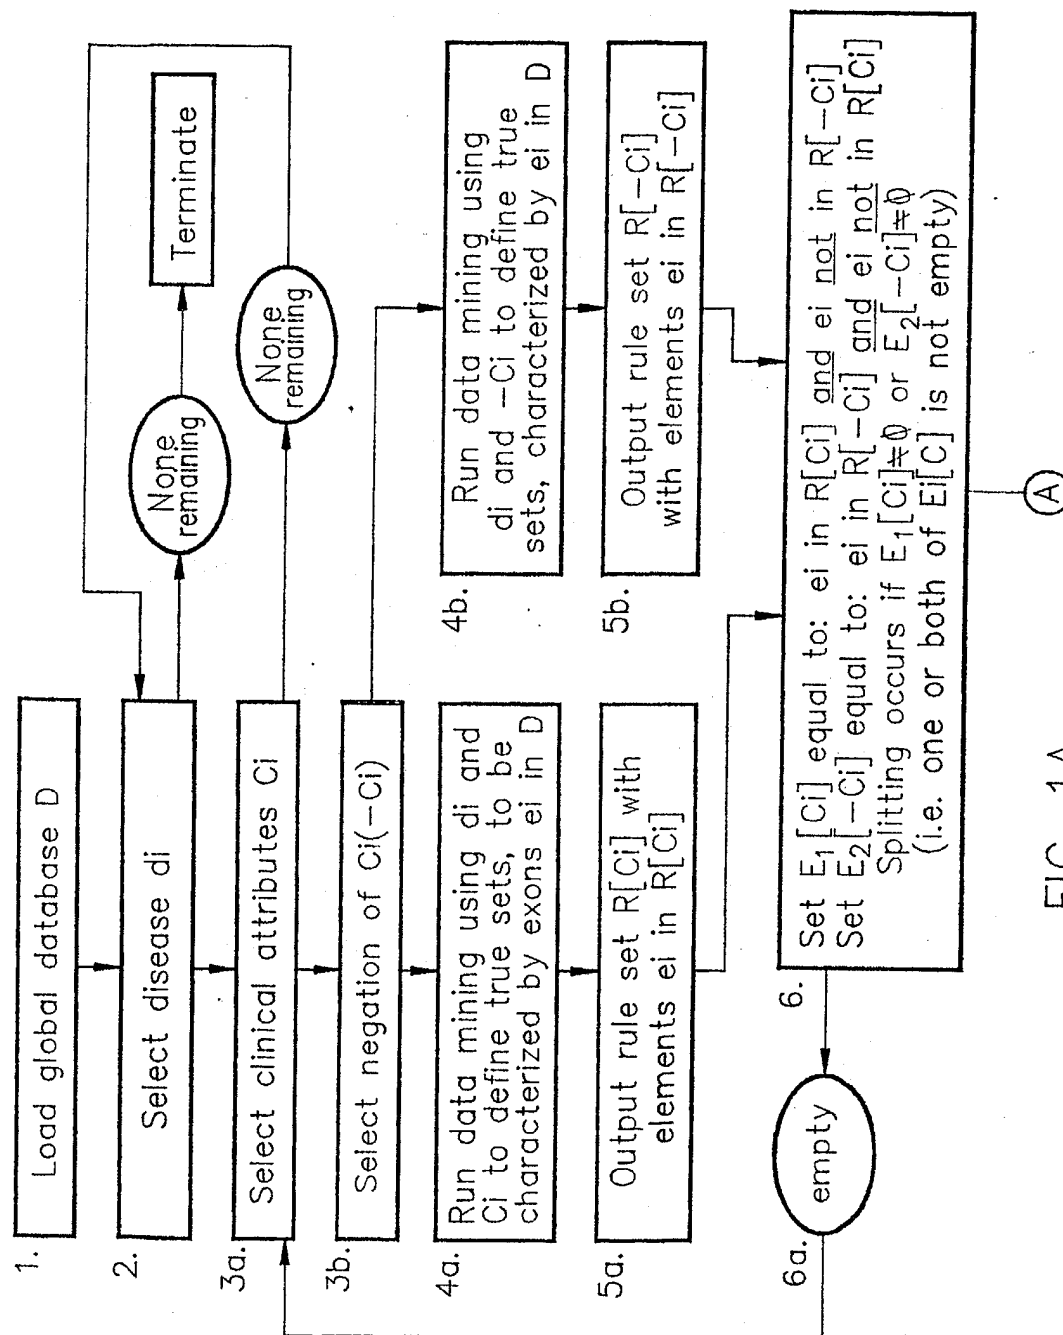 1.
Load global database D
2.
Select disease di
None
remaining
Terminate
3a.
Select clinical attributes Ci
None
remaining
3b.
Select negation of Ci(–Ci)
4a.
Run data mining using di and
Ci to define true sets, to be
characterized by exons ei in D
4b.
Run data mining using
di and –Ci to define true
sets, characterized by ei in D
5a.
Output rule set R[Ci] with
elements ei in R[Ci]
5b.
Output rule set R[–Ci]
with elements ei in R[–Ci]
6.
Set E₁[Ci] equal to: ei in R[Ci] and ei not in R[–Ci]
Set E₂[–Ci] equal to: ei in R[–Ci] and ei not in R[Ci]
Splitting occurs if E₁[Ci]≠∅ or E₂[–Ci]≠∅
(i.e. one or both of Ei[C] is not empty)
6a.
empty
A
FIG. 1A